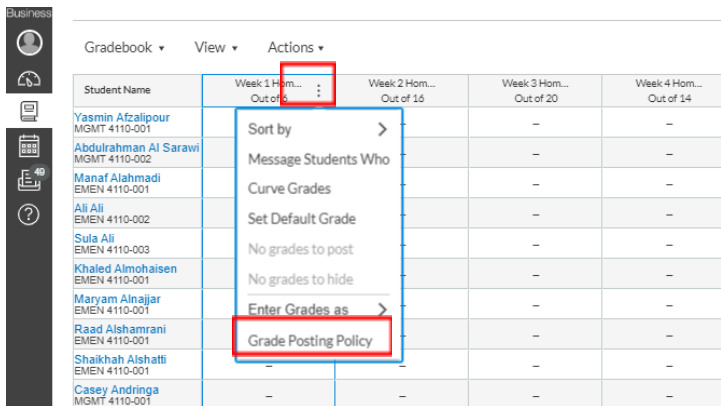 Business
Gradebook View Actions
Student Name Week 1 Hom... Week 2 Hom... Week 3 Hom... Week 4 Hom...
Out of 6 Out of 16 Out of 20 Out of 14
Yasmin Afzalipour
MGMT 4110-001
Abdulrahman Al Sarawi
MGMT 4110-002
Manaf Alahmadi
EMEN 4110-001
49
Ali Ali
EMEN 4110-002
Sula Ali
EMEN 4110-003
Khaled Almohaisen
EMEN 4110-001
Maryam Alnajjar
EMEN 4110-001
Raad Alshamrani
EMEN 4110-001
Shaikhah Alshatti
EMEN 4110-001
Casey Andringa
MGMT 4110-001
Sort by
Message Students Who
Curve Grades
Set Default Grade
No grades to post
No grades to hide
Enter Grades as
Grade Posting Policy